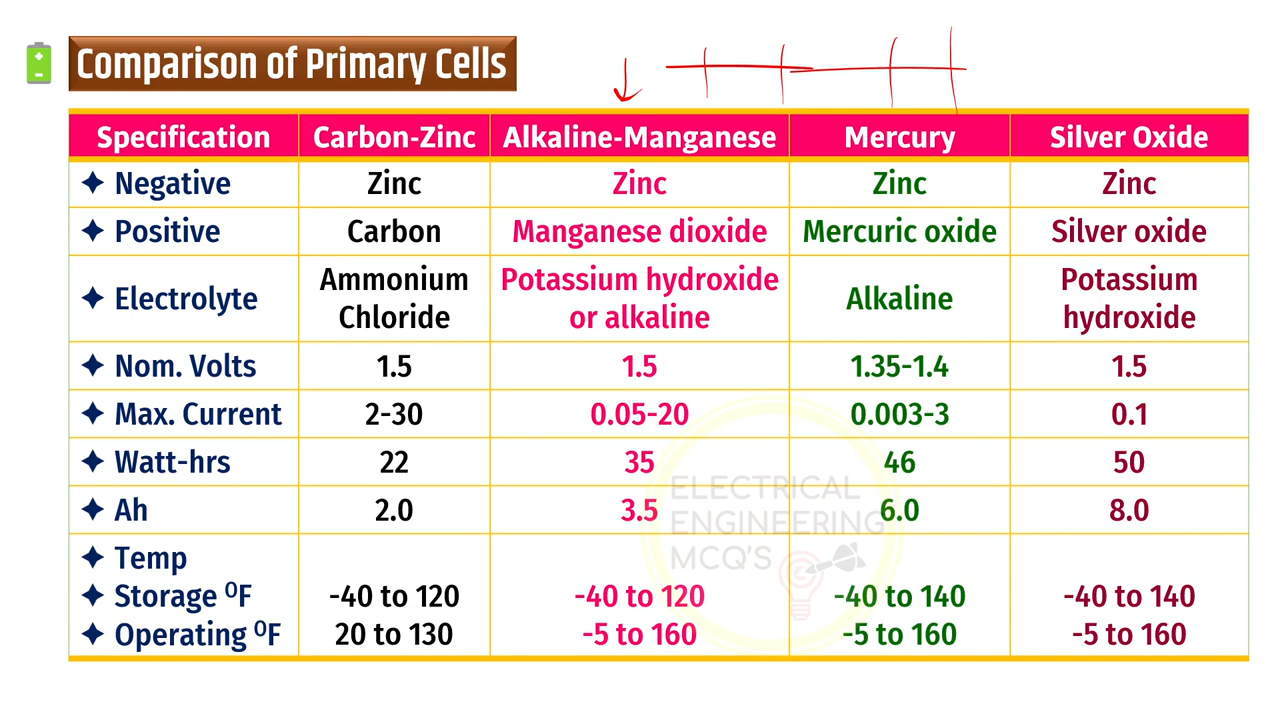 Comparison of Primary Cells
Specification Carbon-Zinc Alkaline-Manganese Mercury Silver Oxide
✦ Negative Zinc Zinc Zinc Zinc
✦ Positive Carbon Manganese dioxide Mercuric oxide Silver oxide
✦ Electrolyte Ammonium Chloride Potassium hydroxide or alkaline Alkaline Potassium hydroxide
✦ Nom. Volts 1.5 1.5 1.35-1.4 1.5
✦ Max. Current 2-30 0.05-20 0.003-3 0.1
✦ Watt-hrs 22 35 46 50
✦ Ah 2.0 3.5 6.0 8.0
✦ Temp
✦ Storage ⁰F -40 to 120 -40 to 120 -40 to 140 -40 to 140
✦ Operating ⁰F 20 to 130 -5 to 160 -5 to 160 -5 to 160
ELECTRICAL
ENGINEERING
MCQ'S